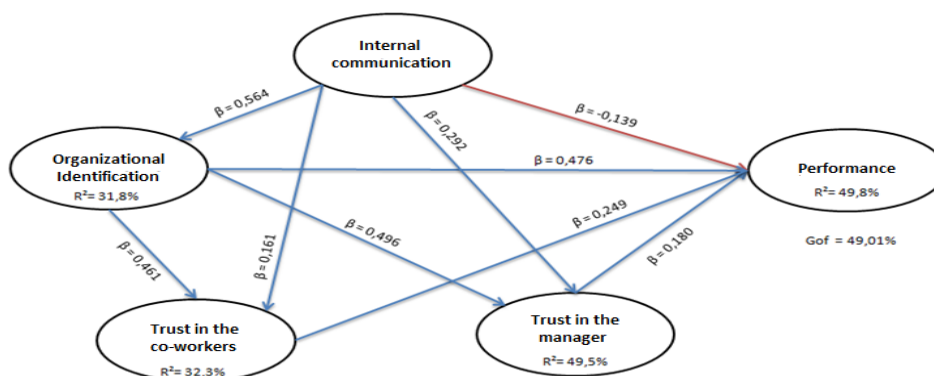 Internal
communication
β = 0,564
β = -0,139
β = 0,292
Organizational
Identification
R²= 31,8%
β = 0,476
Performance
R²= 49,8%
β = 0,249
β = 0,496
β = 0,180
Gof = 49,01%
β = 0,461
β = 0,161
Trust in the
co-workers
R²= 32,3%
Trust in the
manager
R²= 49,5%